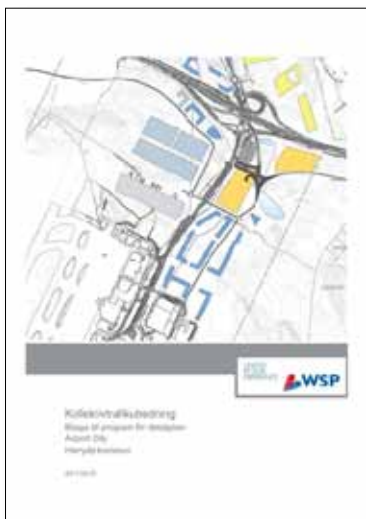 WSP
Kollektivtrafikutredning
Bilaga till program för detaljplan
Airport City
Härryda kommun